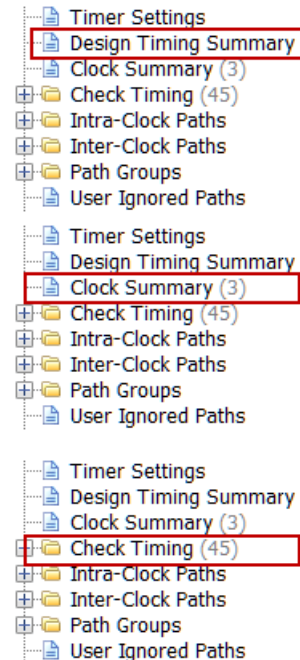 Timer Settings
Design Timing Summary
Clock Summary (3)
Check Timing (45)
Intra-Clock Paths
Inter-Clock Paths
Path Groups
User Ignored Paths
Timer Settings
Design Timing Summary
Clock Summary (3)
Check Timing (45)
Intra-Clock Paths
Inter-Clock Paths
Path Groups
User Ignored Paths
Timer Settings
Design Timing Summary
Clock Summary (3)
Check Timing (45)
Intra-Clock Paths
Inter-Clock Paths
Path Groups
User Ignored Paths